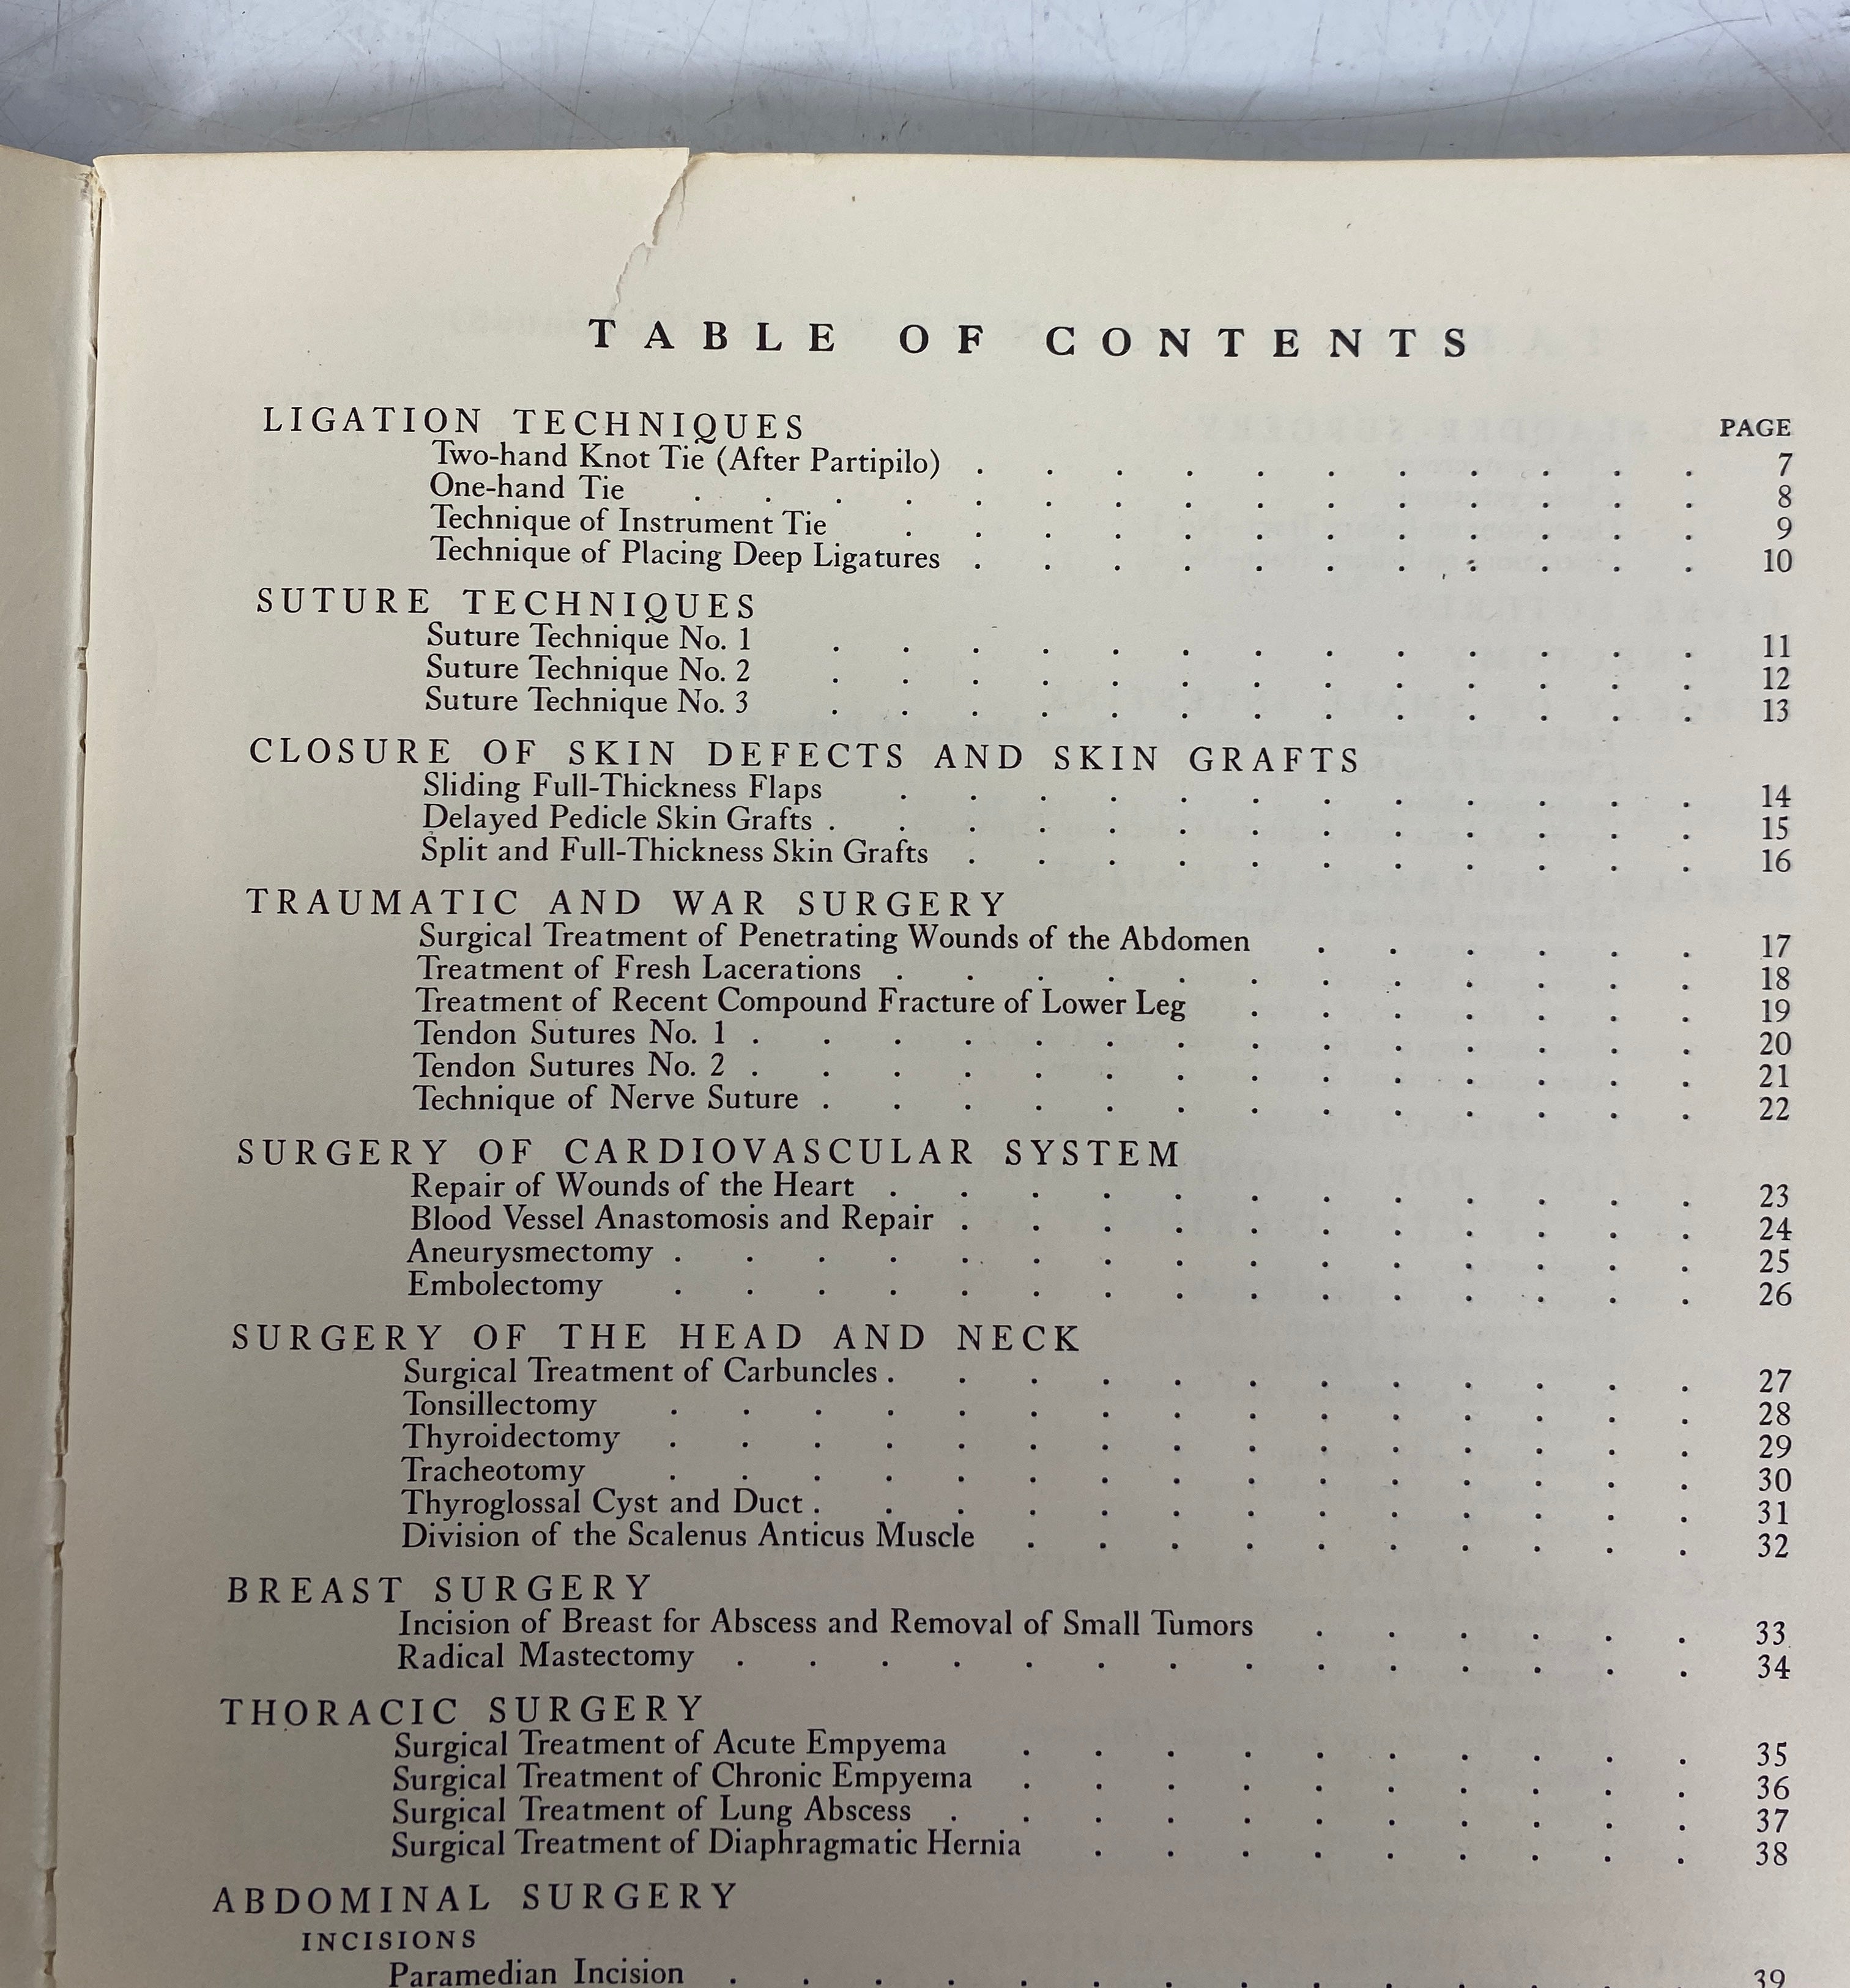 TABLE OF CONTENTS
LIGATION TECHNIQUES PAGE
Two-hand Knot Tie (After Partipilo) . . . . . . . . . . . 7
One-hand Tie . . . . . . . . . . . . . . . 8
Technique of Instrument Tie . . . . . . . . . . . . 9
Technique of Placing Deep Ligatures . . . . . . . . . . . 10
SUTURE TECHNIQUES
Suture Technique No. 1 . . . . . . . . . . . . . 11
Suture Technique No. 2 . . . . . . . . . . . . . 12
Suture Technique No. 3 . . . . . . . . . . . . . 13
CLOSURE OF SKIN DEFECTS AND SKIN GRAFTS
Sliding Full-Thickness Flaps . . . . . . . . . . . . 14
Delayed Pedicle Skin Grafts . . . . . . . . . . . . . 15
Split and Full-Thickness Skin Grafts . . . . . . . . . . . 16
TRAUMATIC AND WAR SURGERY
Surgical Treatment of Penetrating Wounds of the Abdomen . . . . . . 17
Treatment of Fresh Lacerations . . . . . . . . . . . . 18
Treatment of Recent Compound Fracture of Lower Leg . . . . . . . 19
Tendon Sutures No. 1 . . . . . . . . . . . . . . 20
Tendon Sutures No. 2 . . . . . . . . . . . . . . 21
Technique of Nerve Suture . . . . . . . . . . . . . 22
SURGERY OF CARDIOVASCULAR SYSTEM
Repair of Wounds of the Heart . . . . . . . . . . . . 23
Blood Vessel Anastomosis and Repair . . . . . . . . . . . 24
Aneurysmectomy . . . . . . . . . . . . . . . 25
Embolectomy . . . . . . . . . . . . . . . 26
SURGERY OF THE HEAD AND NECK
Surgical Treatment of Carbuncles . . . . . . . . . . . . 27
Tonsillectomy . . . . . . . . . . . . . . . 28
Thyroidectomy . . . . . . . . . . . . . . . 29
Tracheotomy . . . . . . . . . . . . . . . 30
Thyroglossal Cyst and Duct . . . . . . . . . . . . . 31
Division of the Scalenus Anticus Muscle . . . . . . . . . . 32
BREAST SURGERY
Incision of Breast for Abscess and Removal of Small Tumors . . . . . . 33
Radical Mastectomy . . . . . . . . . . . . . . 34
THORACIC SURGERY
Surgical Treatment of Acute Empyema . . . . . . . . . . 35
Surgical Treatment of Chronic Empyema . . . . . . . . . . 36
Surgical Treatment of Lung Abscess . . . . . . . . . . . 37
Surgical Treatment of Diaphragmatic Hernia . . . . . . . . . 38
ABDOMINAL SURGERY
INCISIONS
Paramedian Incision . . . . . . . . . . . . . . 39